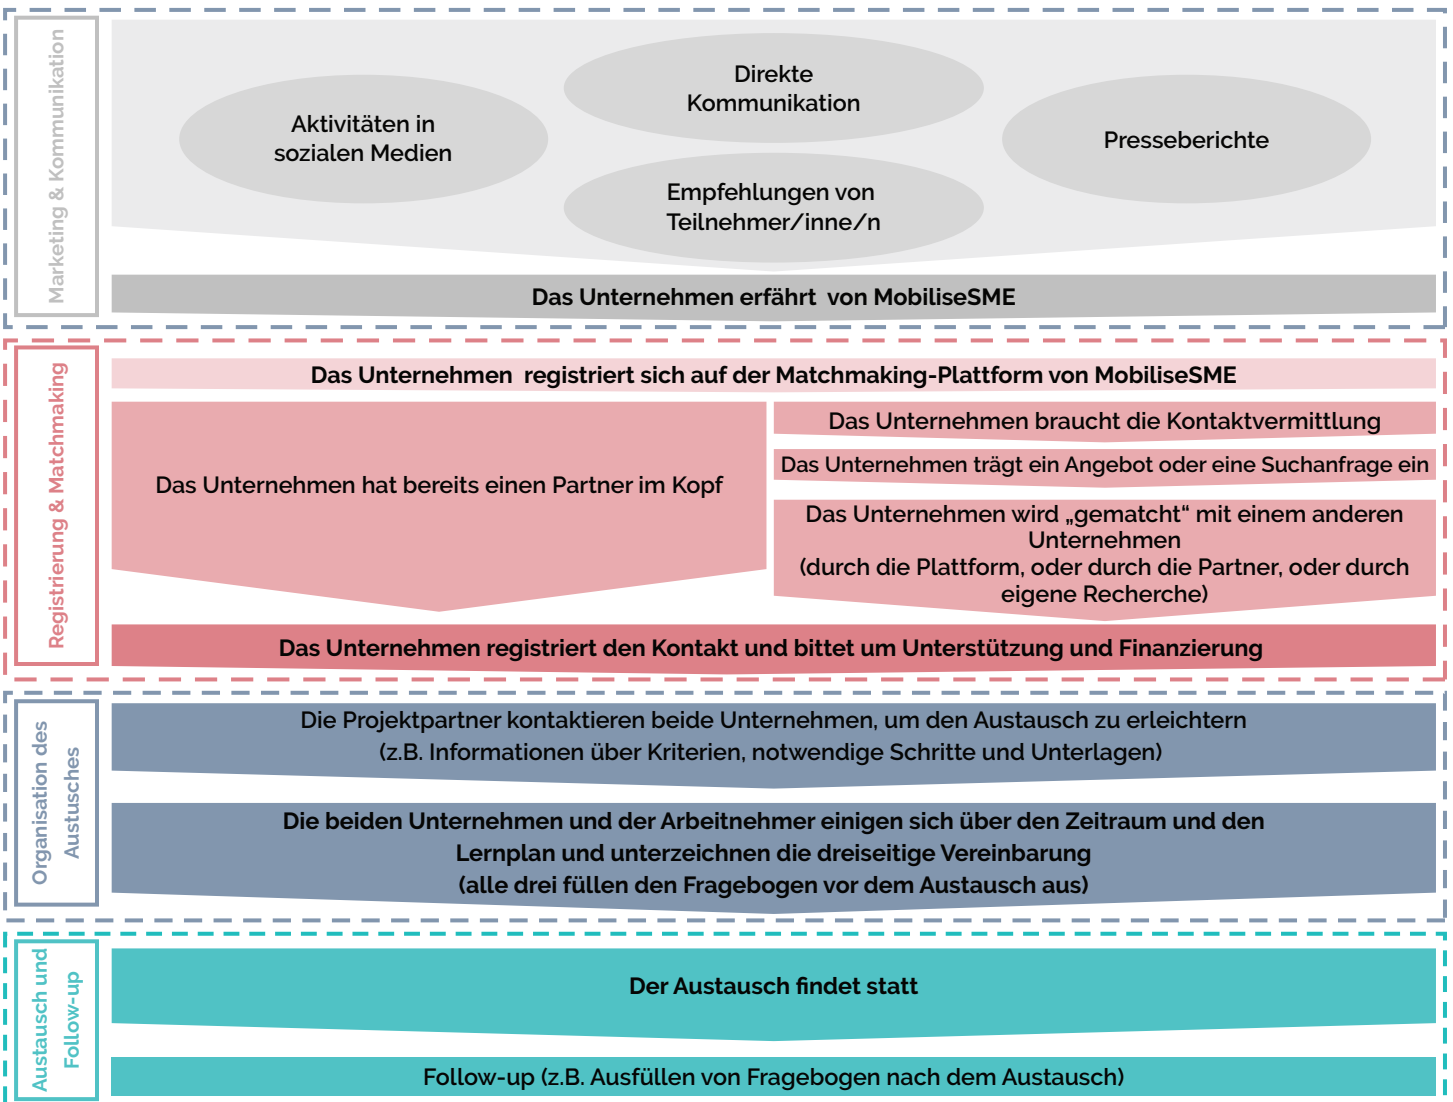 Marketing & Kommunikation
Aktivitäten in
sozialen Medien
Direkte
Kommunikation
Empfehlungen von
Teilnehmer/inne/n
Presseberichte
Das Unternehmen erfährt  von MobiliseSME
Registrierung & Matchmaking
Das Unternehmen  registriert sich auf der Matchmaking-Plattform von MobiliseSME
Das Unternehmen hat bereits einen Partner im Kopf
Das Unternehmen braucht die Kontaktvermittlung
Das Unternehmen trägt ein Angebot oder eine Suchanfrage ein
Das Unternehmen wird „gematcht“ mit einem anderen
Unternehmen
(durch die Plattform, oder durch die Partner, oder durch
eigene Recherche)
Das Unternehmen registriert den Kontakt und bittet um Unterstützung und Finanzierung
Organisation des
Austusches
Die Projektpartner kontaktieren beide Unternehmen, um den Austausch zu erleichtern
(z.B. Informationen über Kriterien, notwendige Schritte und Unterlagen)
Die beiden Unternehmen und der Arbeitnehmer einigen sich über den Zeitraum und den
Lernplan und unterzeichnen die dreiseitige Vereinbarung
(alle drei füllen den Fragebogen vor dem Austausch aus)
Austausch und
Follow-up
Der Austausch findet statt
Follow-up (z.B. Ausfüllen von Fragebogen nach dem Austausch)